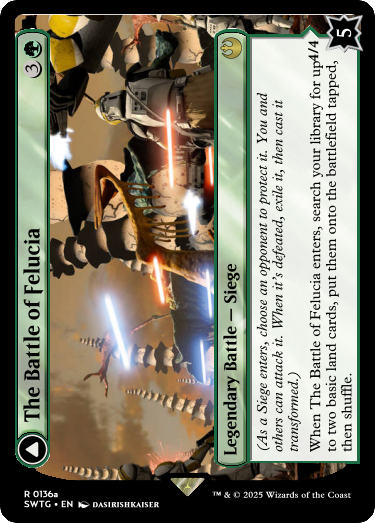 The Battle of Felucia
3
Legendary Battle — Siege
(As a Siege enters, choose an opponent to protect it. You and
others can attack it. When it's defeated, exile it, then cast it
transformed.)
When The Battle of Felucia enters, search your library for up
to two basic land cards, put them onto the battlefield tapped,
then shuffle.
4/4
5
R 0136a
SWTG • EN DASIRISHKAISER
™ & © 2025 Wizards of the Coast